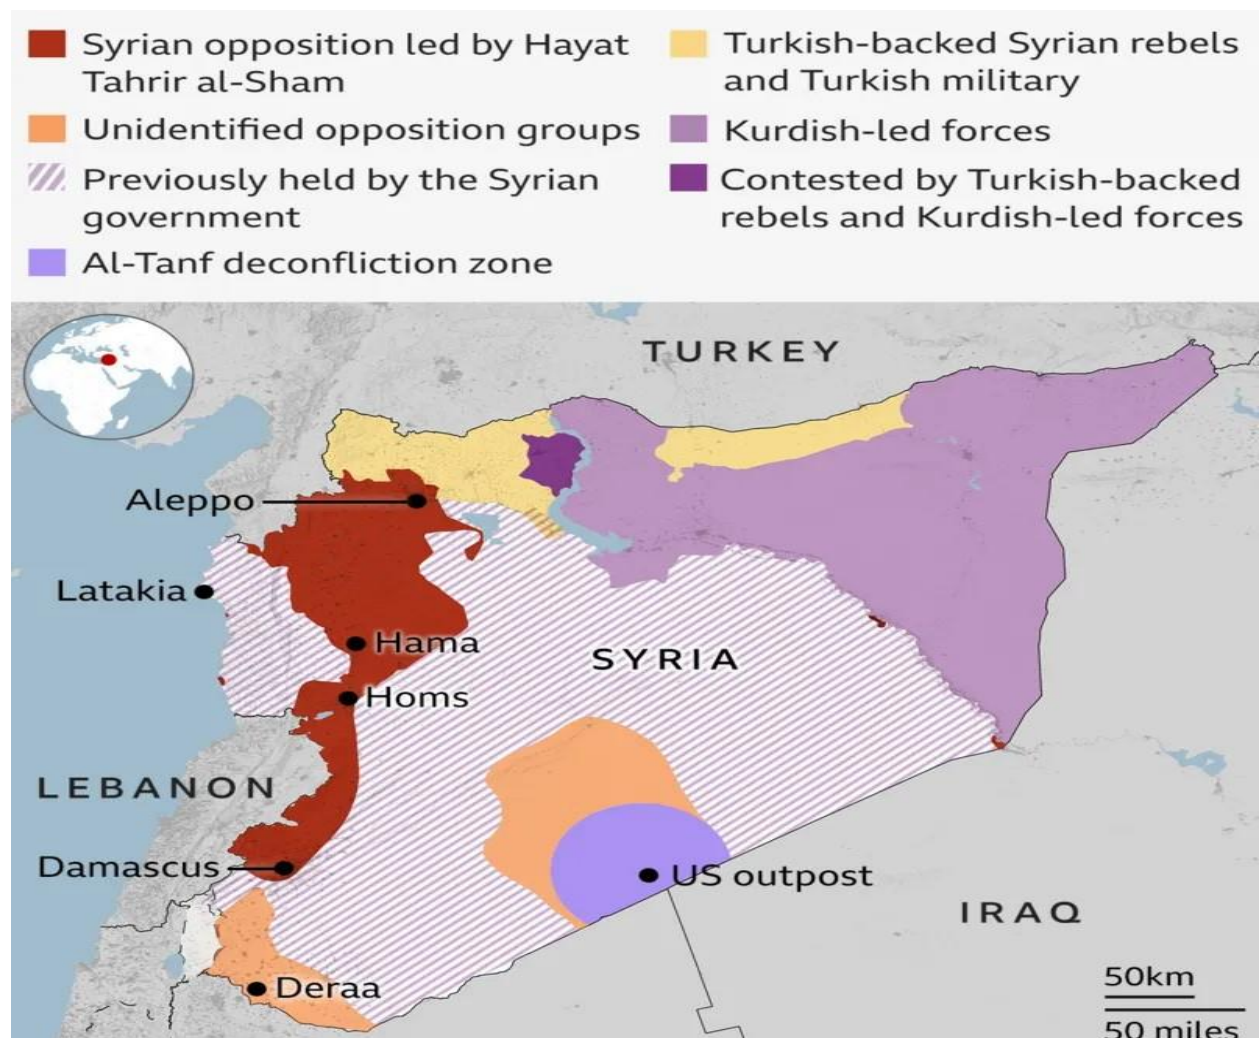 Syrian opposition led by Hayat
Tahrir al-Sham
Unidentified opposition groups
Previously held by the Syrian
government
Al-Tanf deconfliction zone
Turkish-backed Syrian rebels
and Turkish military
Kurdish-led forces
Contested by Turkish-backed
rebels and Kurdish-led forces
TURKEY
Aleppo
Latakia
Hama
SYRIA
Homs
LEBANON
Damascus
US outpost
IRAQ
Deraa
50km
50 miles